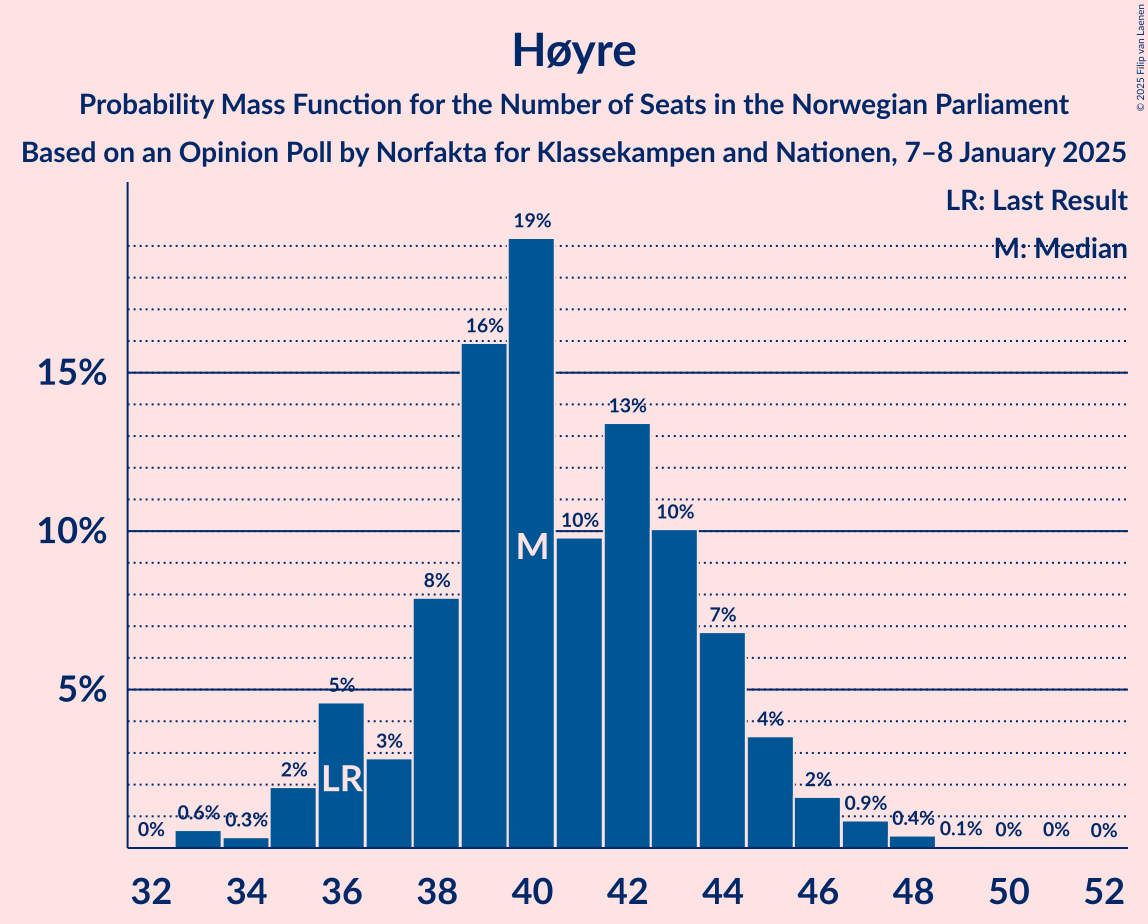 Høyre
Probability Mass Function for the Number of Seats in the Norwegian Parliament
Based on an Opinion Poll by Norfakta for Klassekampen and Nationen, 7–8 January 2025
© 2025 Filip van Laenen
LR: Last Result
M: Median
15%
10%
5%
0%
0.6%
0.3%
2%
5%
3%
8%
16%
19%
10%
13%
10%
7%
4%
2%
0.9%
0.4%
0.1%
0%
0%
0%
LR
M
32 34 36 38 40 42 44 46 48 50 52